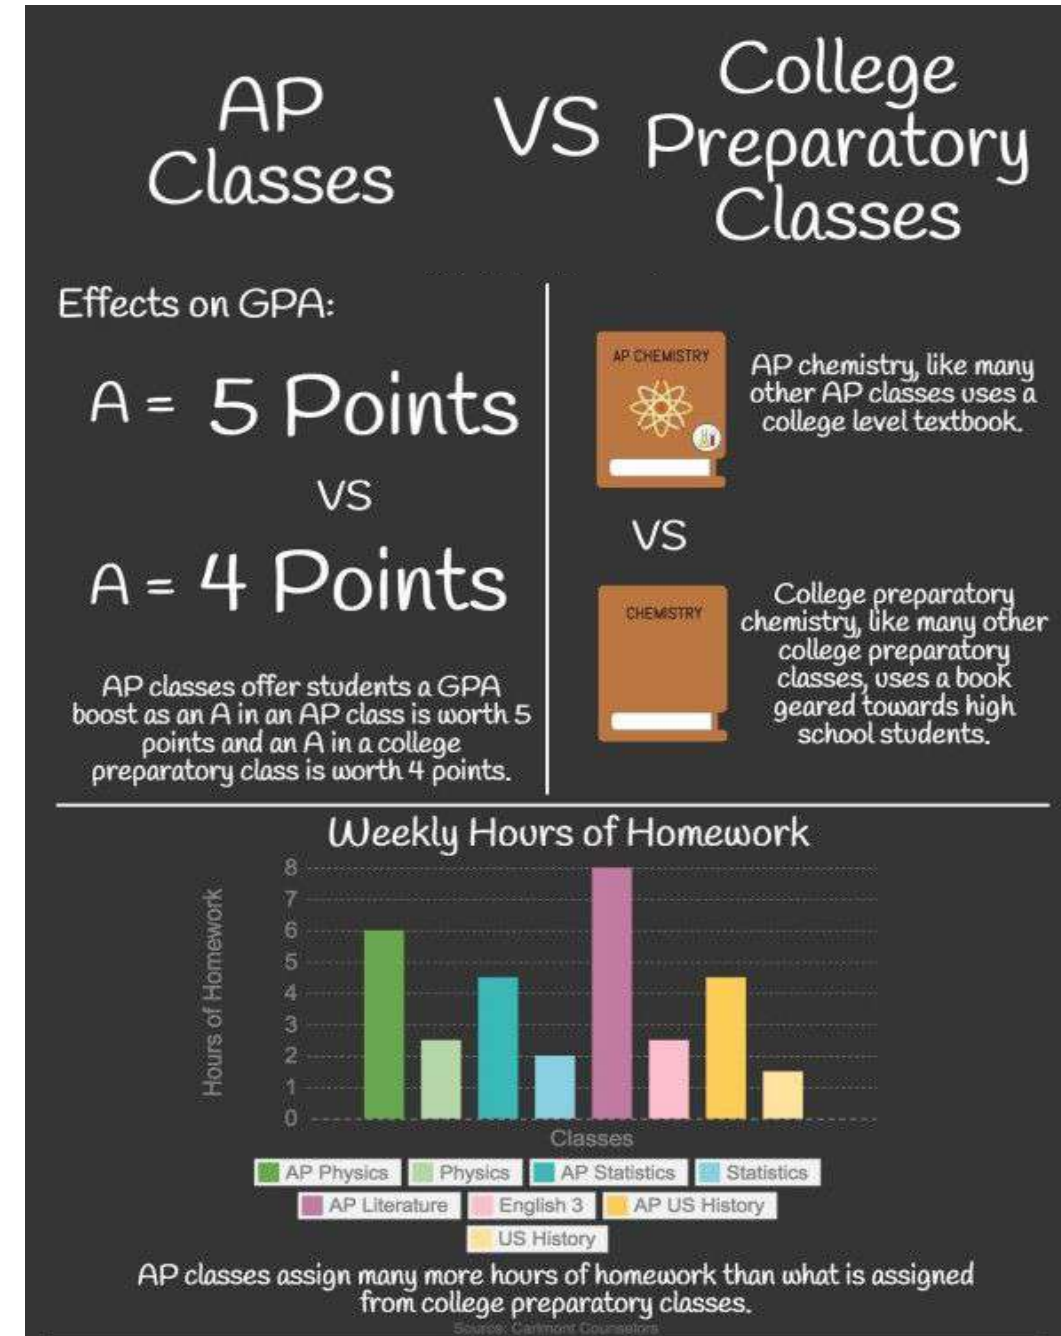 AP
Classes
VS
College
Preparatory
Classes
Effects on GPA:
A = 5 Points
VS
A = 4 Points
AP classes offer students a GPA
boost as an A in an AP class is worth 5
points and an A in a college
preparatory class is worth 4 points.
AP CHEMISTRY
AP chemistry, like many
other AP classes uses a
college level textbook.
VS
CHEMISTRY
College preparatory
chemistry, like many other
college preparatory
classes, uses a book
geared towards high
school students.
Weekly Hours of Homework
Hours of Homework
8
7
6
5
4
3
2
1
0
Classes
AP Physics
Physics
AP Statistics
Statistics
AP Literature
English 3
AP US History
US History
AP classes assign many more hours of homework than what is assigned
from college preparatory classes.
Source: Carlmont Counselors